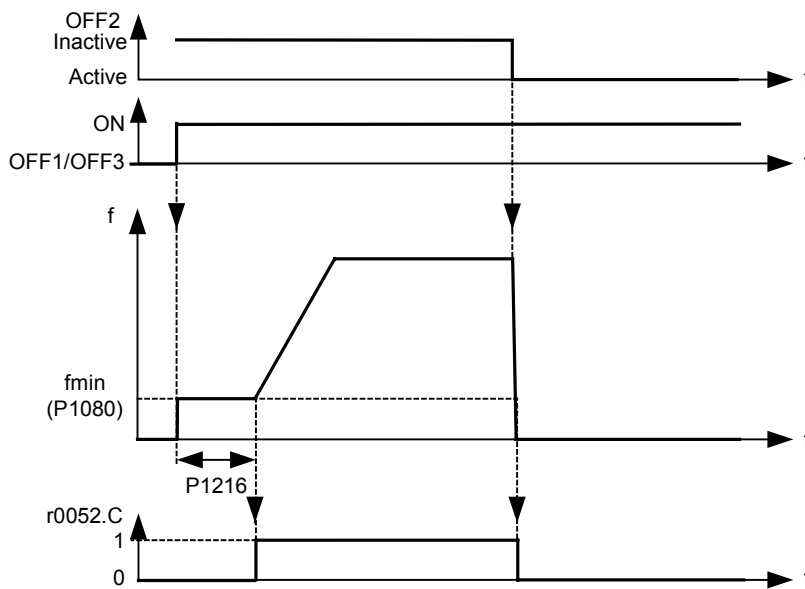 OFF2
Inactive
Active
ON
OFF1/OFF3
f
fmin
(P1080)
P1216
r0052.C
1
0